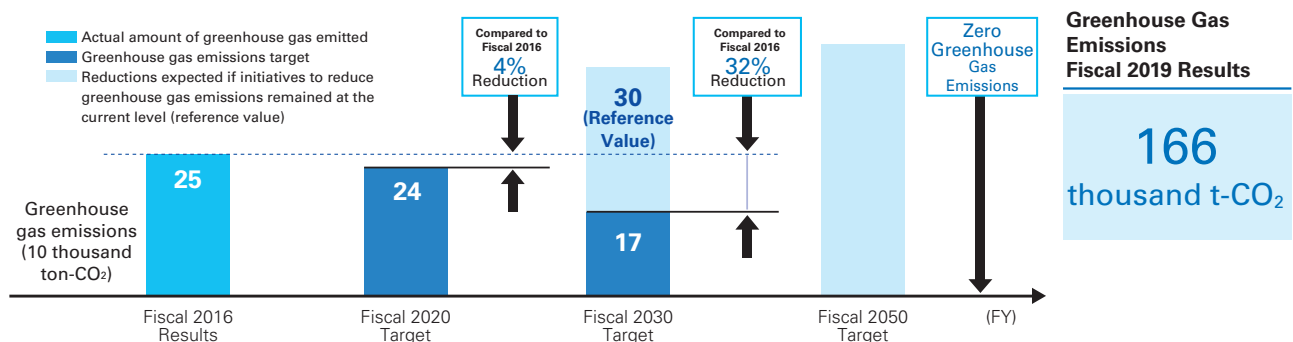 Actual amount of greenhouse gas emitted
Greenhouse gas emissions target
Reductions expected if initiatives to reduce
greenhouse gas emissions remained at the
current level (reference value)
Compared to
Fiscal 2016
4%
Reduction
Compared to
Fiscal 2016
32%
Reduction
Zero
Greenhouse
Gas
Emissions
Greenhouse Gas
Emissions
Fiscal 2019 Results
166
thousand t-CO₂
30
(Reference
Value)
25
24
17
Greenhouse
gas emissions
(10 thousand
ton-CO₂)
Fiscal 2016
Results
Fiscal 2020
Target
Fiscal 2030
Target
Fiscal 2050
Target
(FY)